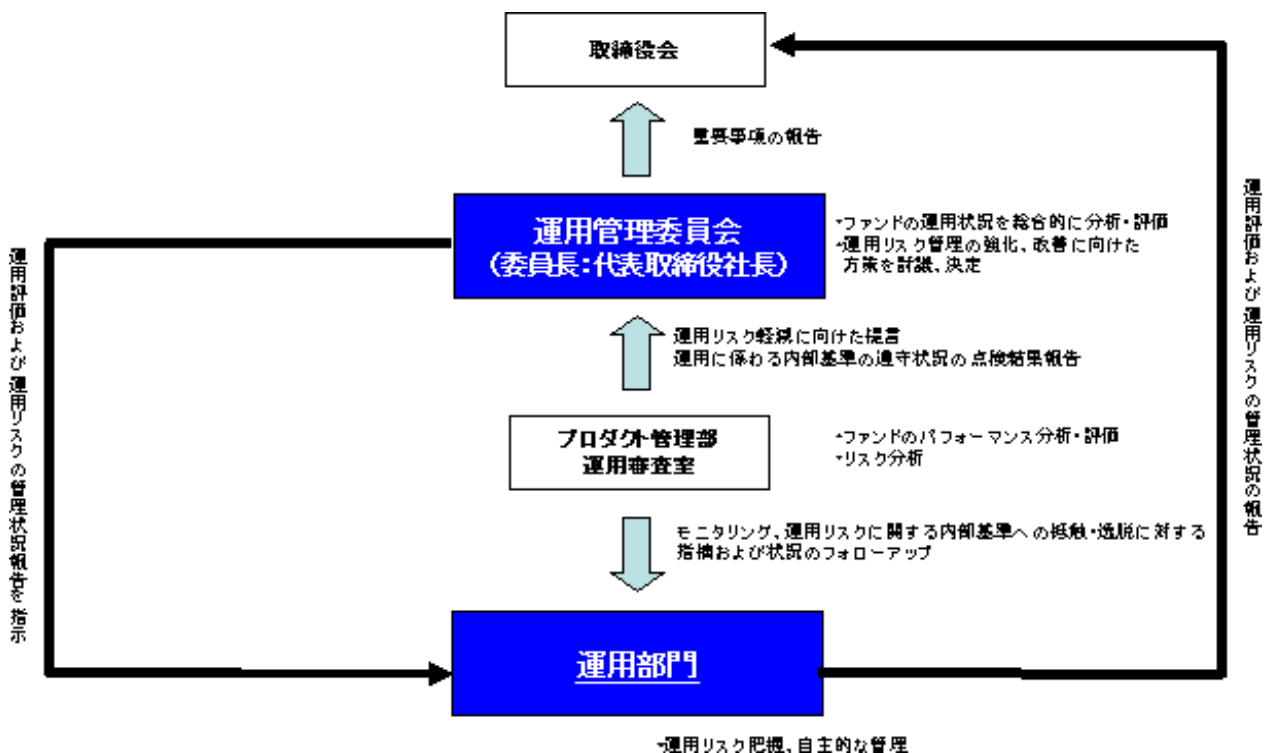 取締役会
重要事項の報告
運用管理委員会
（委員長：代表取締役社長）
・ファンドの運用状況を総合的に分析・評価
・運用リスク管理の強化、改善に向けた
方策を討議、決定
運用リスク軽減に向けた提言
運用に係わる内部基準の遵守状況の点検結果報告
プロダクト管理部
運用審査室
・ファンドのパフォーマンス分析・評価
・リスク分析
モニタリング、運用リスクに関する内部基準への抵触・逸脱に対する
指摘および状況のフォローアップ
運用部門
・運用リスク把握、自主的な管理
運用評価および運用リスクの管理状況報告を指示
運用評価および運用リスクの管理状況の報告